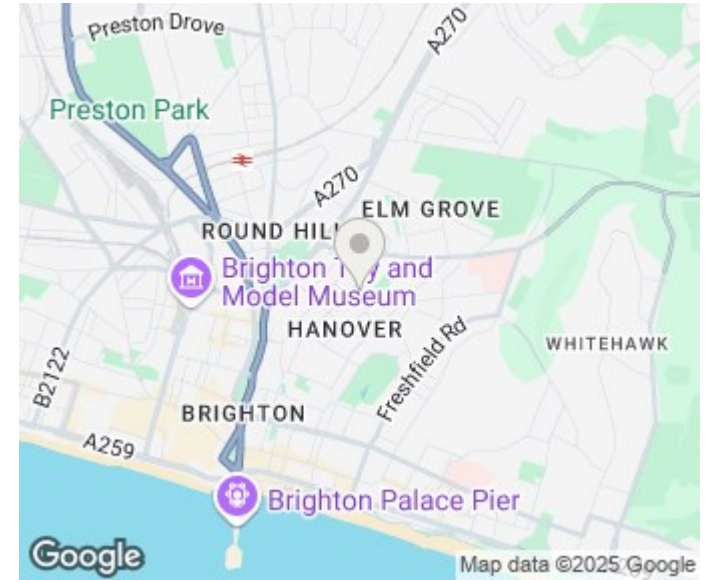 Preston Drove
A270
Preston Park
A270
ELM GROVE
ROUND HILL
Brighton Toy and
Model Museum
HANOVER
Freshfield Rd
WHITEHAWK
B2122
BRIGHTON
A259
Brighton Palace Pier
Google
Map data ©2025 Google